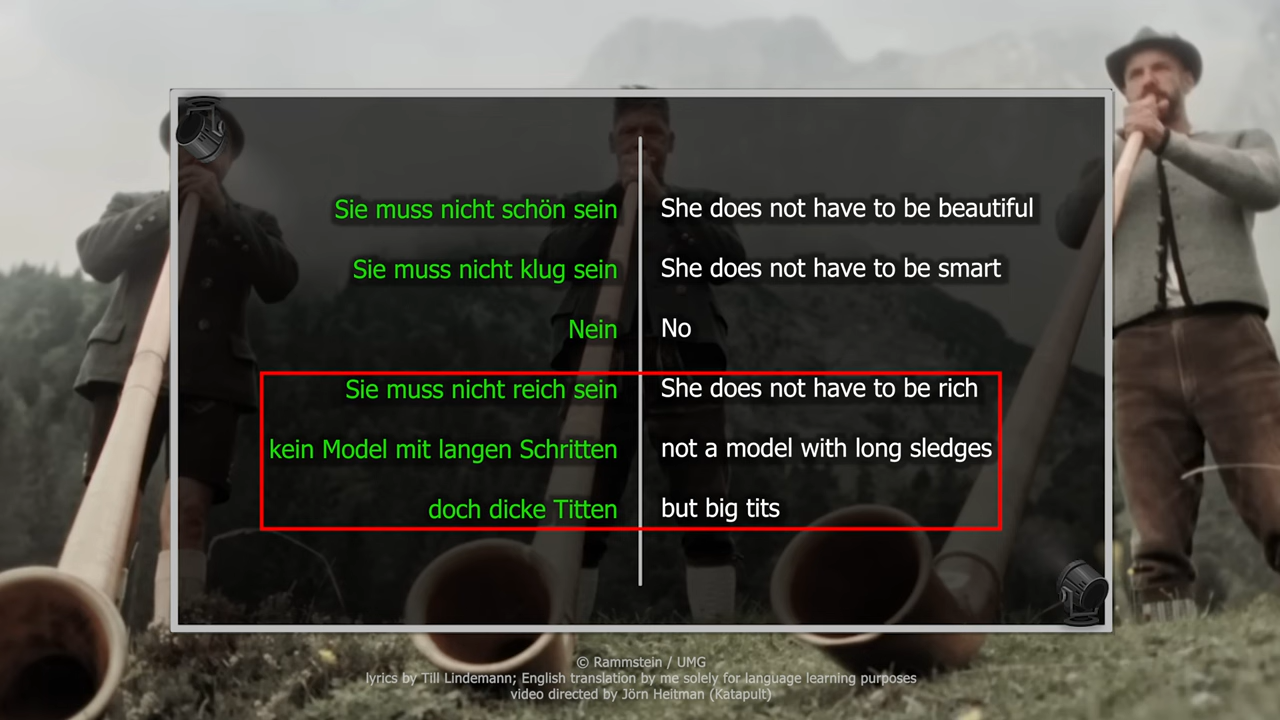 Sie muss nicht schön sein She does not have to be beautiful
Sie muss nicht klug sein She does not have to be smart
Nein No
Sie muss nicht reich sein She does not have to be rich
kein Model mit langen Schritten not a model with long sledges
doch dicke Titten but big tits
© Rammstein / UMG
lyrics by Till Lindemann; English translation by me solely for language learning purposes
video directed by Jörn Heitman (Katapult)